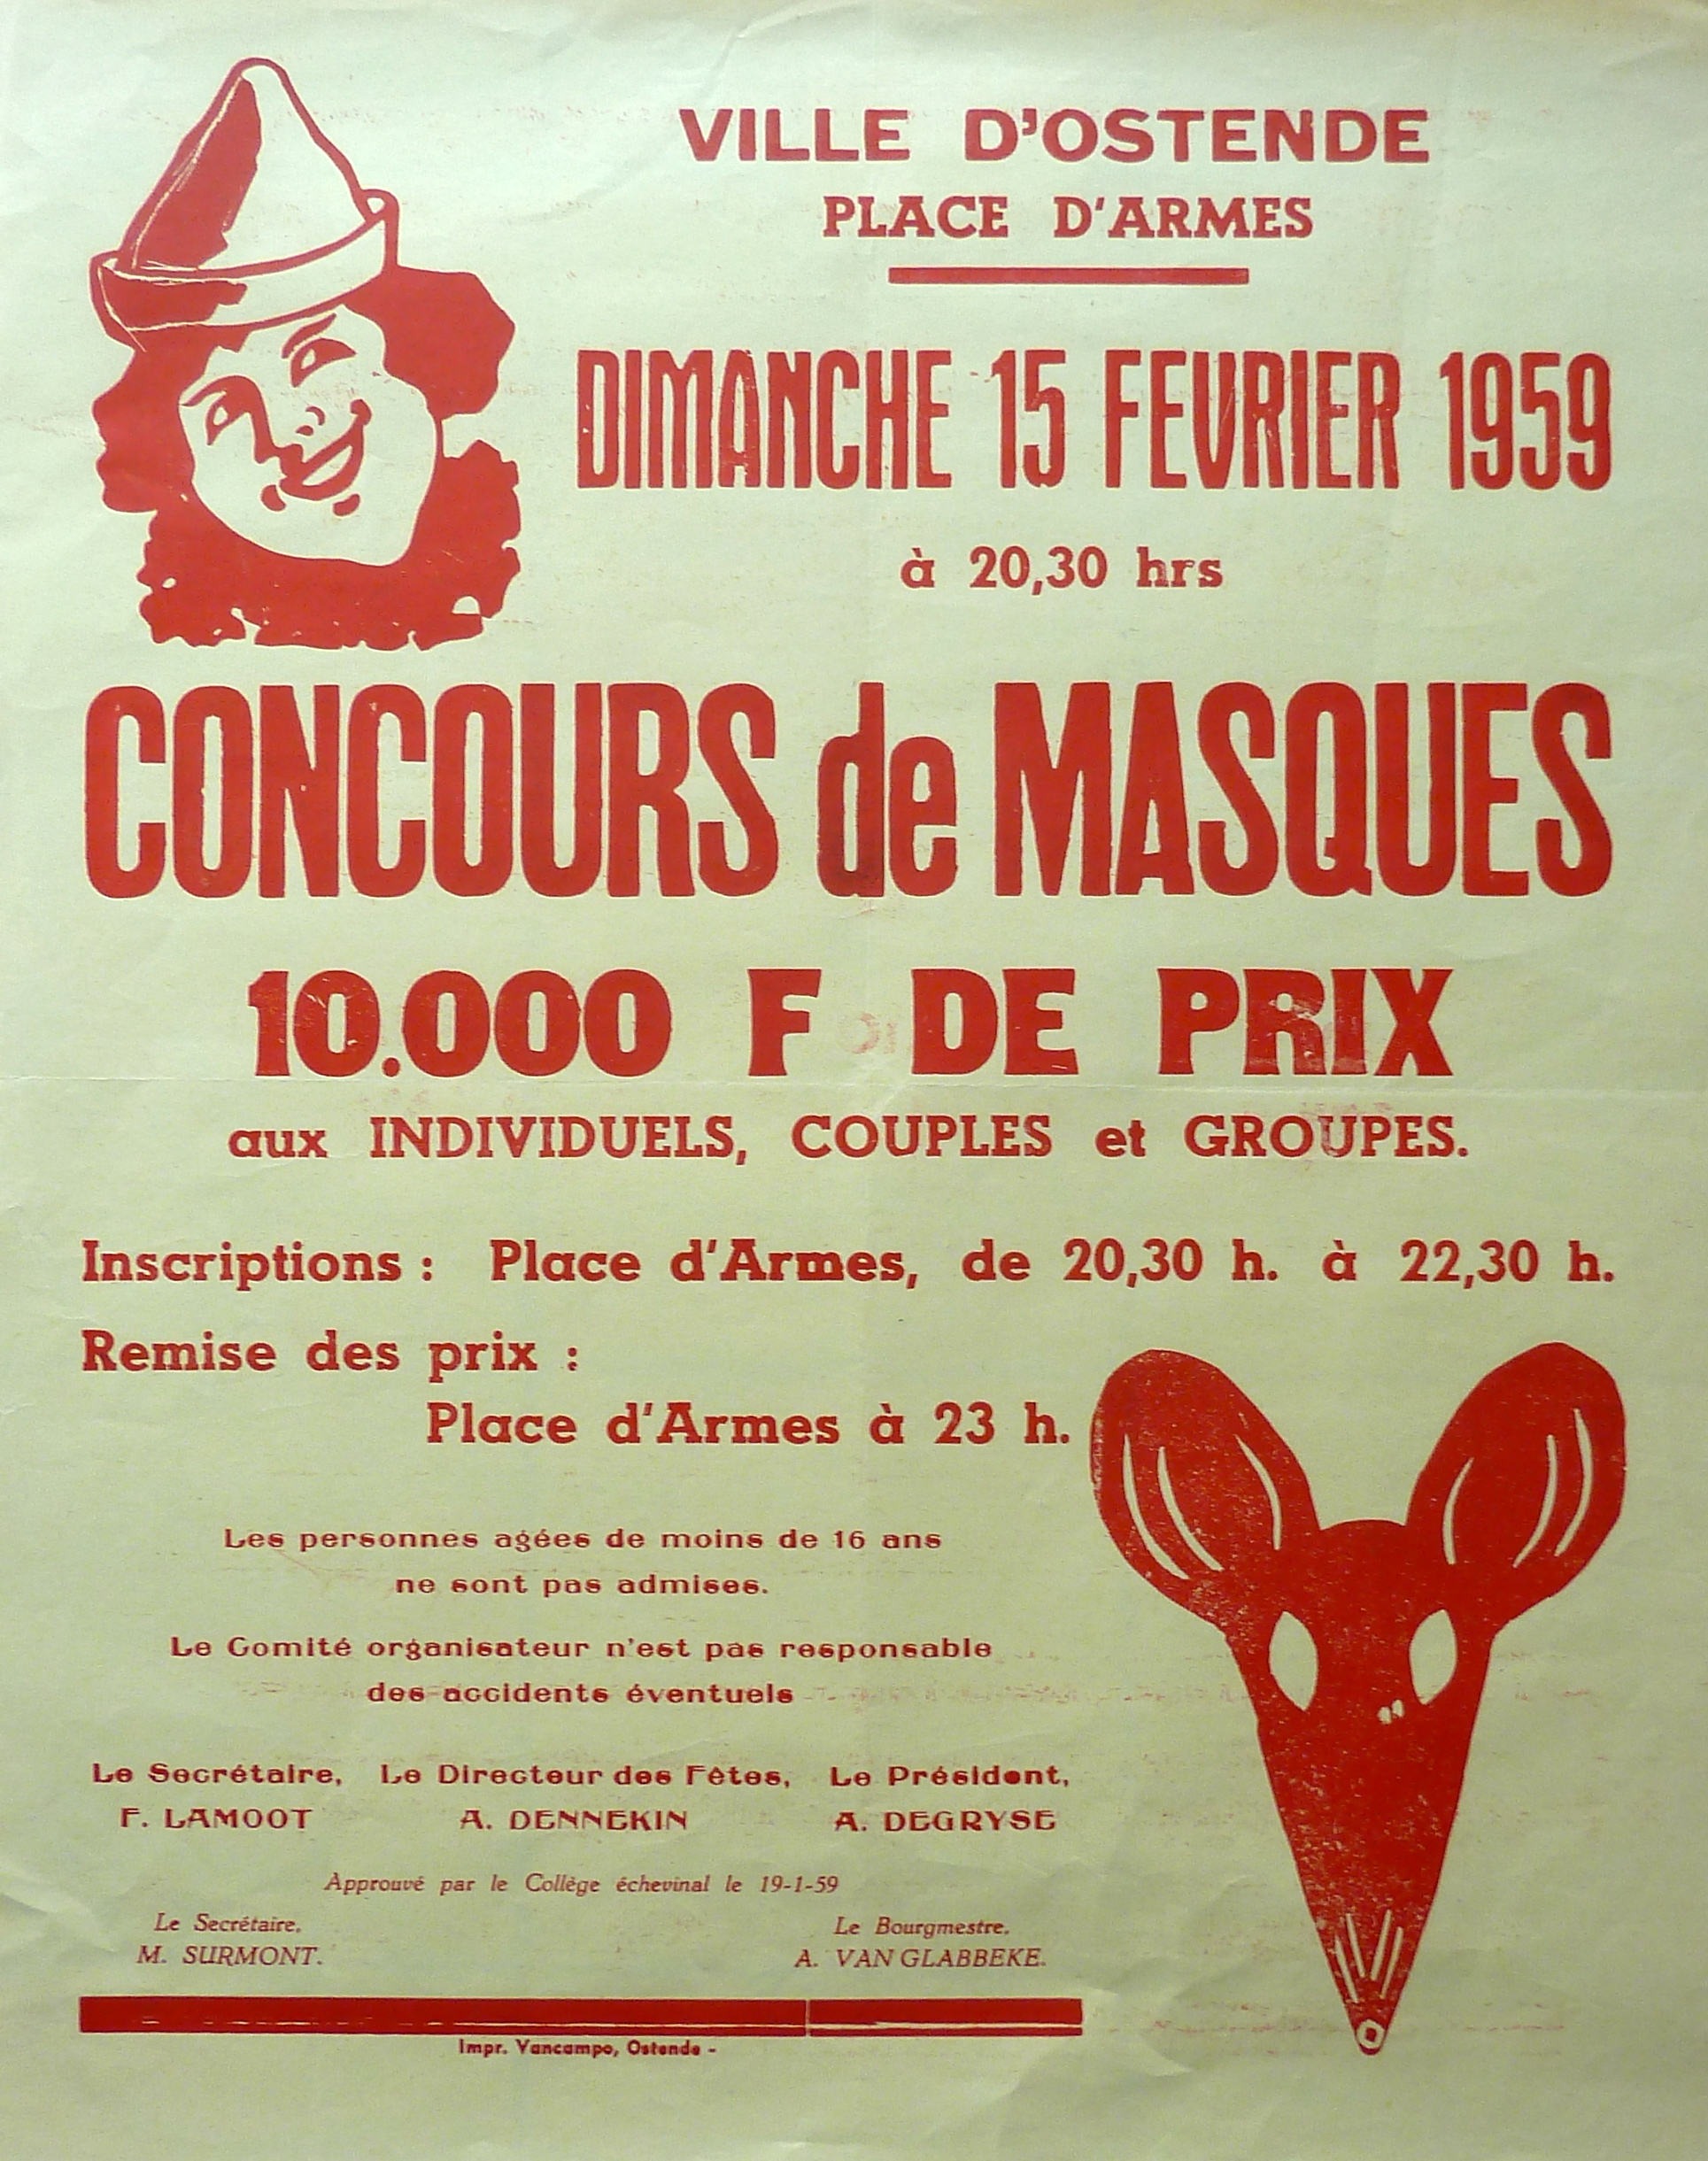 VILLE D'OSTENDE
PLACE D'ARMES
DIMANCHE 15 FEVRIER 1959
à 20,30 hrs
CONCOURS de MASQUES
10.000 F DE PRIX
aux INDIVIDUELS, COUPLES et GROUPES.
Inscriptions : Place d'Armes, de 20,30 h. à 22,30 h.
Remise des prix :
Place d'Armes à 23 h.
Les personnes agées de moins de 16 ans
ne sont pas admises.
Le Comité organisateur n'est pas responsable
des accidents éventuels
Le Secrétaire, Le Directeur des Fêtes, Le Président,
F. LAMOOT A. DENNEKIN A. DEGRYSE
Approuvé par le Collège échevinal le 19-1-59
Le Secrétaire, Le Bourgmestre,
M. SURMONT. A. VAN GLABBEKE.
Impr. Vancampo, Ostende -